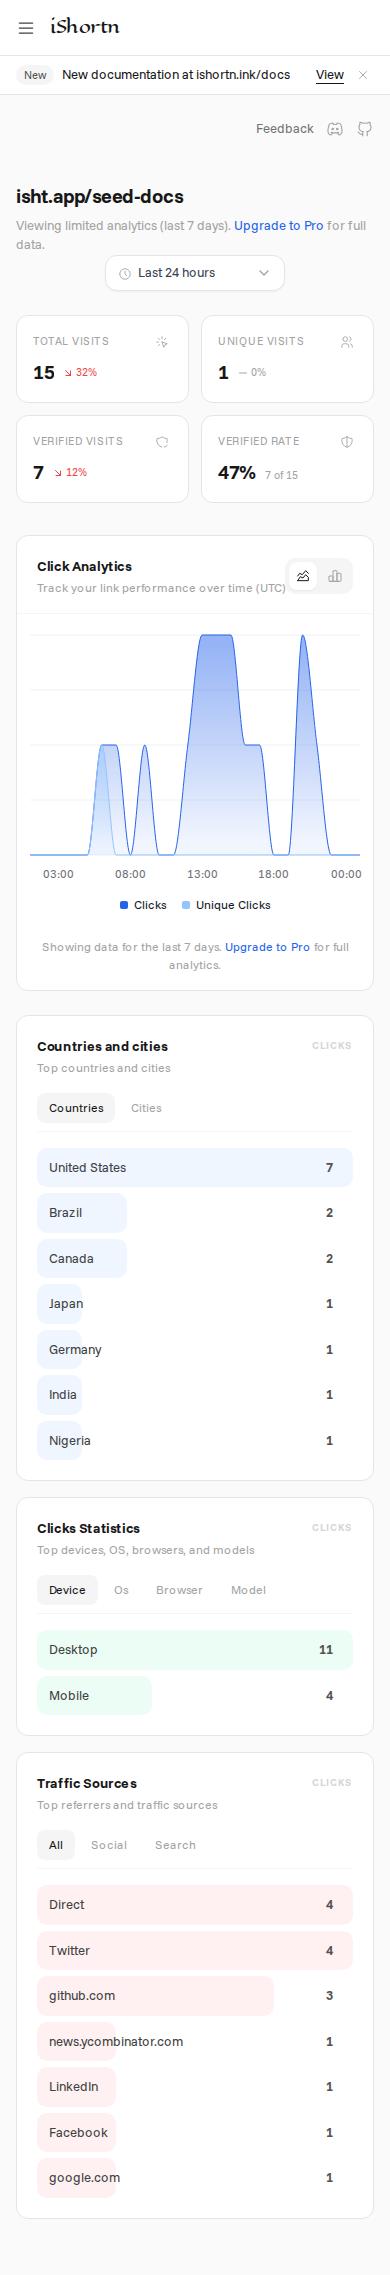 iShortn
New New documentation at ishortn.ink/docs View
Feedback
isht.app/seed-docs
Viewing limited analytics (last 7 days). Upgrade to Pro for full
data.
Last 24 hours
TOTAL VISITS
15 32%
UNIQUE VISITS
1 0%
VERIFIED VISITS
7 12%
VERIFIED RATE
47% 7 of 15
Click Analytics
Track your link performance over time (UTC)
03:00 08:00 13:00 18:00 00:00
Clicks Unique Clicks
Showing data for the last 7 days. Upgrade to Pro for full
analytics.
Countries and cities CLICKS
Top countries and cities
Countries Cities
United States 7
Brazil 2
Canada 2
Japan 1
Germany 1
India 1
Nigeria 1
Clicks Statistics CLICKS
Top devices, OS, browsers, and models
Device Os Browser Model
Desktop 11
Mobile 4
Traffic Sources CLICKS
Top referrers and traffic sources
All Social Search
Direct 4
Twitter 4
github.com 3
news.ycombinator.com 1
LinkedIn 1
Facebook 1
google.com 1